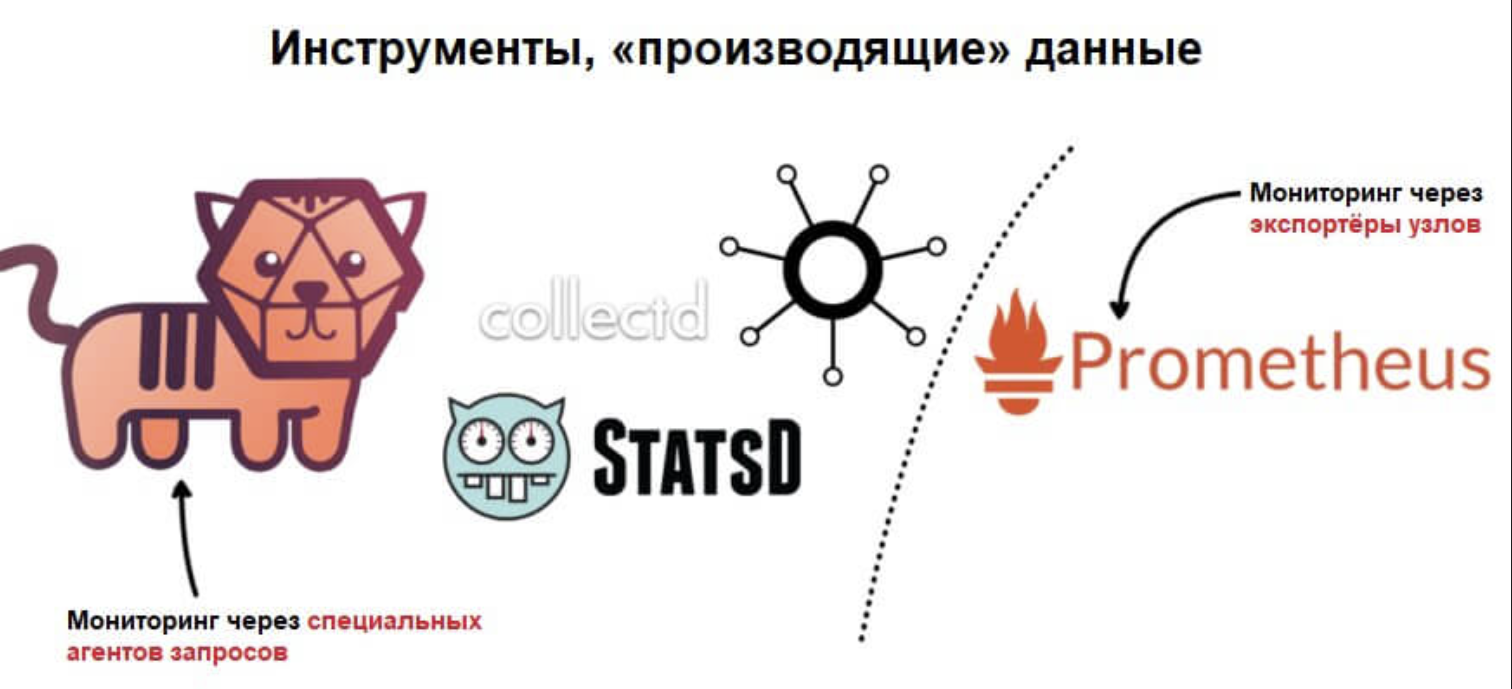 Инструменты, «производящие» данные
Мониторинг через
экспортёры узлов
collectd
Prometheus
STATSD
Мониторинг через специальных
агентов запросов